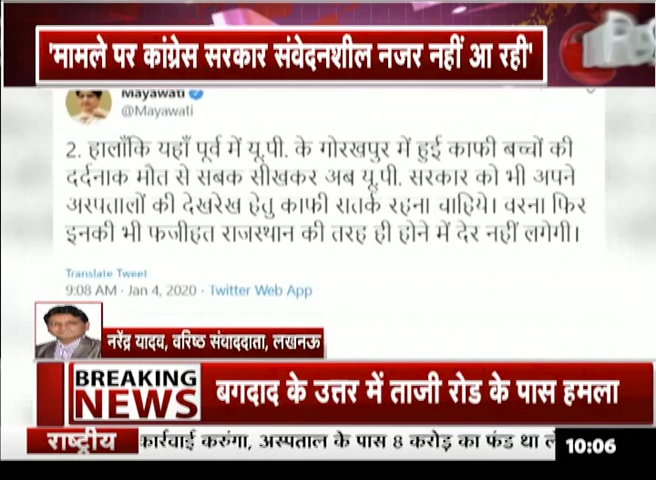 'मामले पर कांग्रेस सरकार संवेदनशील नजर नहीं आ रही'
Mayawati
@Mayawati
2. हालाँकि यहाँ पूर्व में यू.पी. के गोरखपुर में हुई काफी बच्चों की
दर्दनाक मौत से सबक सीखकर अब यू.पी. सरकार को भी अपने
अस्पतालों की देखरेख हेतु काफी सतर्क रहना चाहिये। वरना फिर
इनकी भी फजीहत राजस्थान की तरह ही होने में देर नहीं लगेगी।
Translate Tweet
9:08 AM · Jan 4, 2020 · Twitter Web App
नरेंद्र यादव, वरिष्ठ संवाददाता, लखनऊ
BREAKING
NEWS
बगदाद के उत्तर में ताजी रोड के पास हमला
राष्ट्रीय
कार्रवाई करुंगा, अस्पताल के पास 8 करोड़ का फंड था
10:06